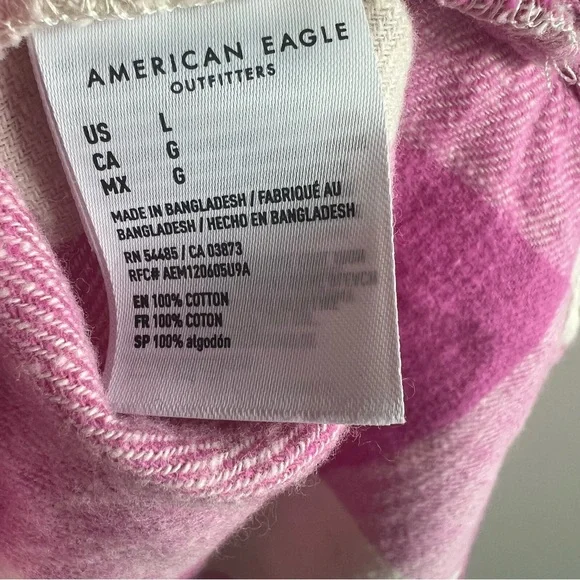 AMERICAN EAGLE
OUTFITTERS
US L
CA G
MX G
MADE IN BANGLADESH / FABRIQUÉ AU
BANGLADESH / HECHO EN BANGLADESH
RN 54485 / CA 03873
RFC# AEM120605U9A
EN 100% COTTON
FR 100% COTON
SP 100% algodón